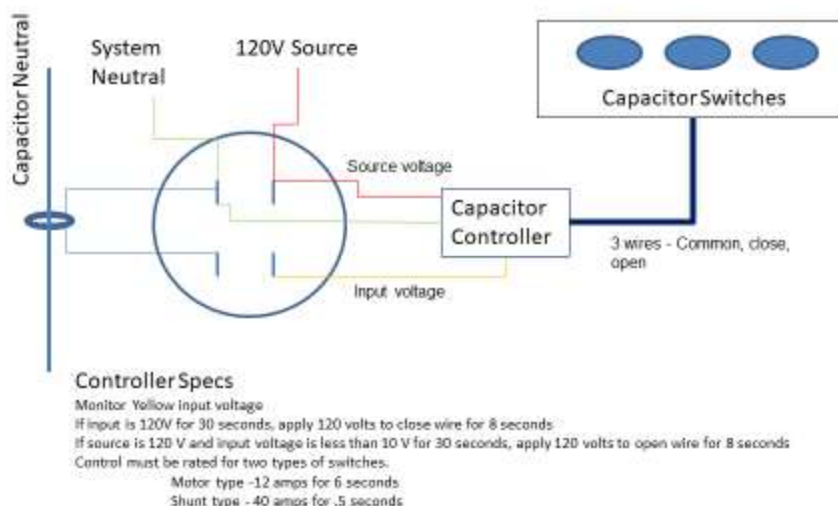 Capacitor Neutral
System
Neutral
120V Source
Capacitor Switches
Source voltage
Capacitor
Controller
3 wires - Common, close,
open
Input voltage
Controller Specs
Monitor Yellow input voltage
If input is 120V for 30 seconds, apply 120 volts to close wire for 8 seconds
If source is 120 V and input voltage is less than 10 V for 30 seconds, apply 120 volts to open wire for 8 seconds
Control must be rated for two types of switches.
Motor type -12 amps for 6 seconds
Shunt type - 40 amps for .5 seconds